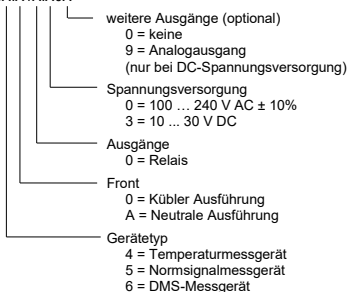 weitere Ausgänge (optional)
0 = keine
9 = Analogausgang
(nur bei DC-Spannungsversorgung)
Spannungsversorgung
0 = 100 … 240 V AC ± 10%
3 = 10 ... 30 V DC
Ausgänge
0 = Relais
Front
0 = Kübler Ausführung
A = Neutrale Ausführung
Gerätetyp
4 = Temperaturmessgerät
5 = Normsignalmessgerät
6 = DMS-Messgerät